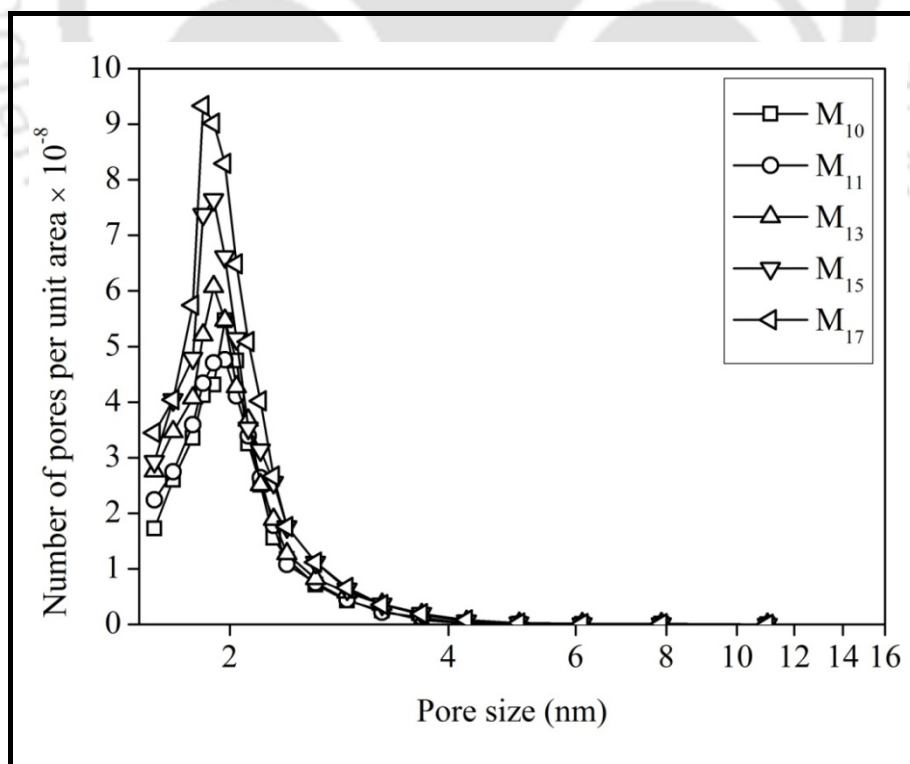 Number of pores per unit area × 10⁻⁸
10
9
8
7
6
5
4
3
2
1
0
M₁₀
M₁₁
M₁₃
M₁₅
M₁₇
2 4 6 8 10 12 14 16
Pore size (nm)